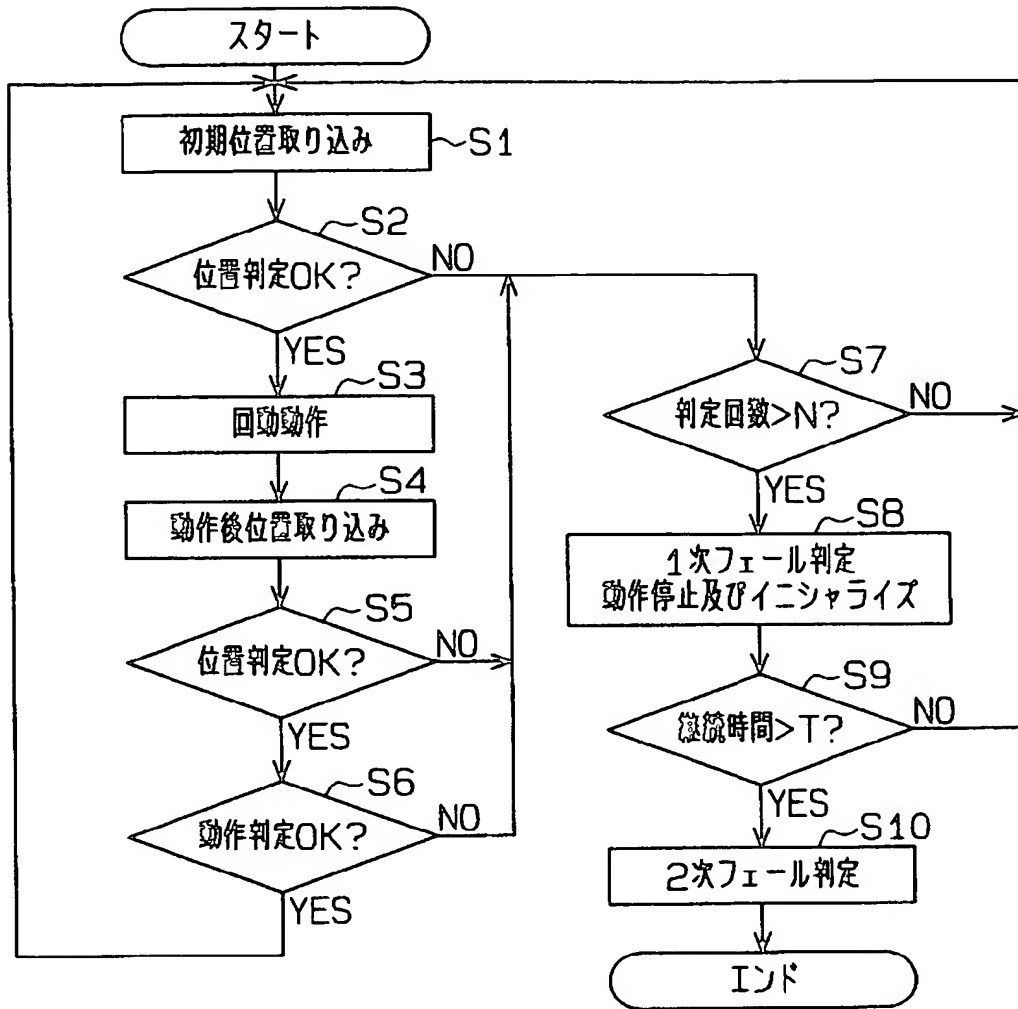 スタート
初期位置取り込み
S1
S2
位置判定OK?
NO
YES
S3
回動動作
S4
動作後位置取り込み
S5
位置判定OK?
NO
YES
S6
動作判定OK?
NO
YES
S7
判定回数>N?
NO
YES
S8
1次フェール判定
動作停止及びイニシャライズ
S9
継続時間>T?
NO
YES
S10
2次フェール判定
エンド